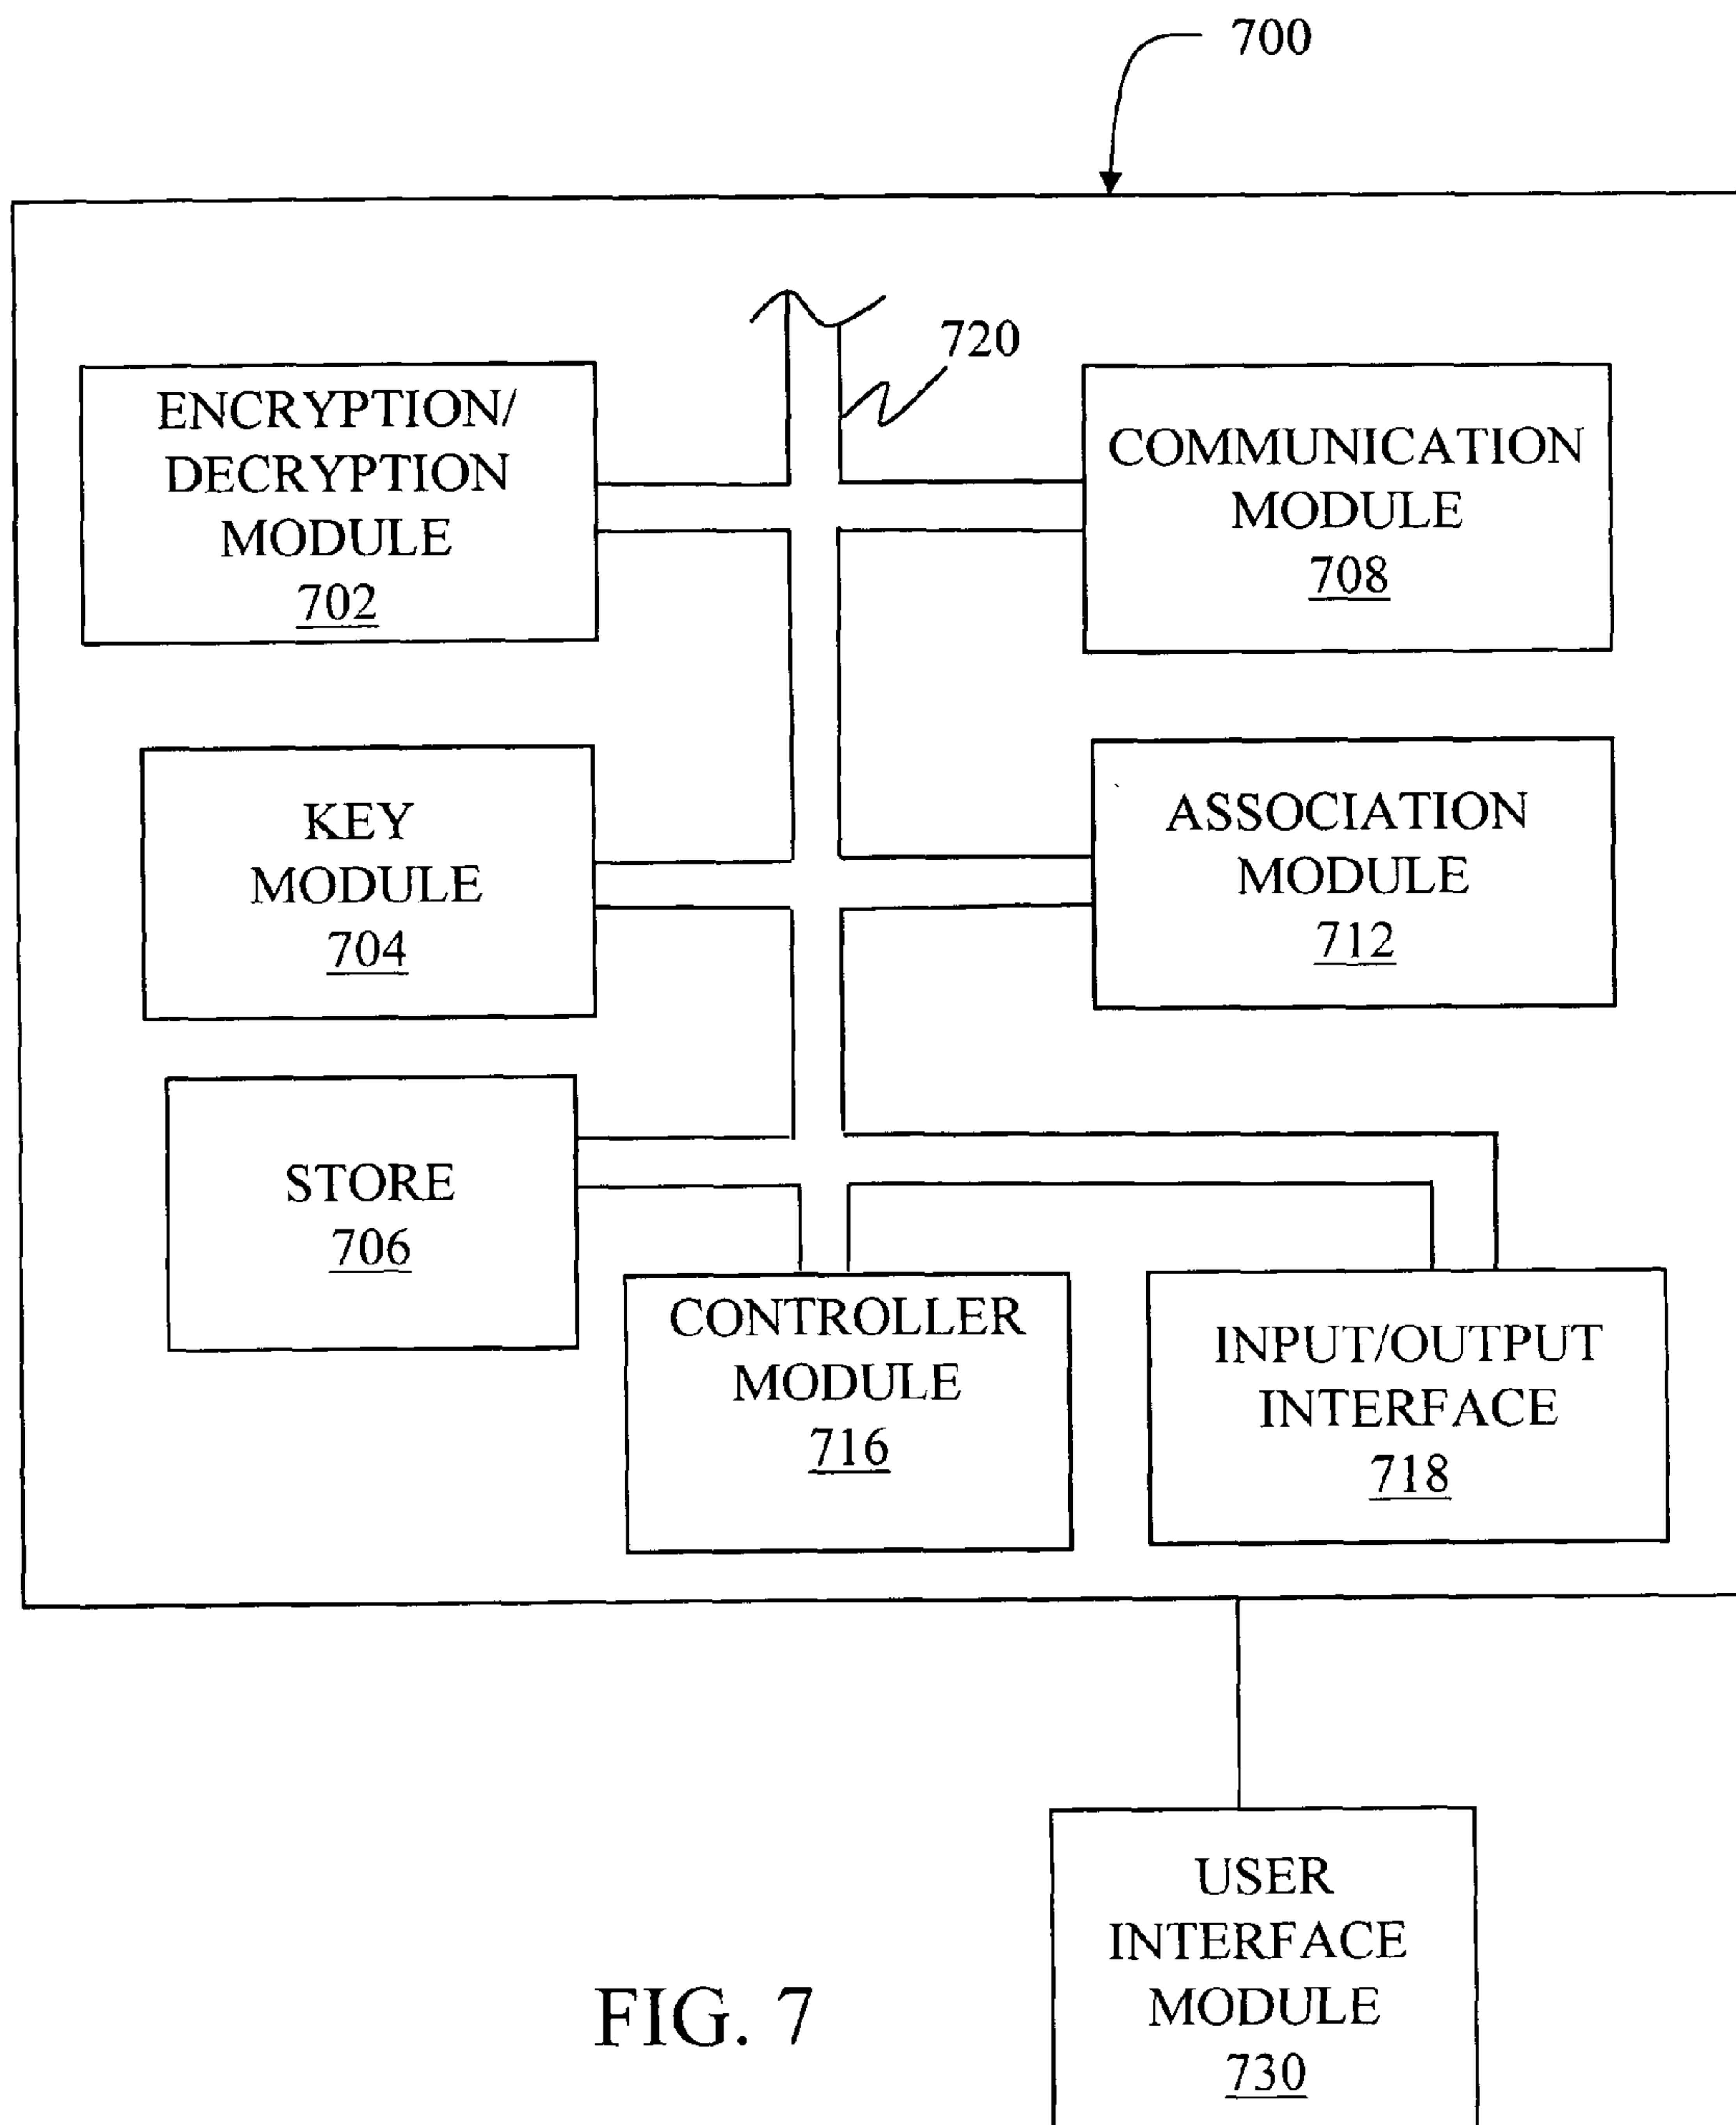 700
720
ENCRYPTION/
DECRYPTION
MODULE
702
COMMUNICATION
MODULE
708
KEY
MODULE
704
ASSOCIATION
MODULE
712
STORE
706
CONTROLLER
MODULE
716
INPUT/OUTPUT
INTERFACE
718
USER
INTERFACE
MODULE
730
FIG. 7